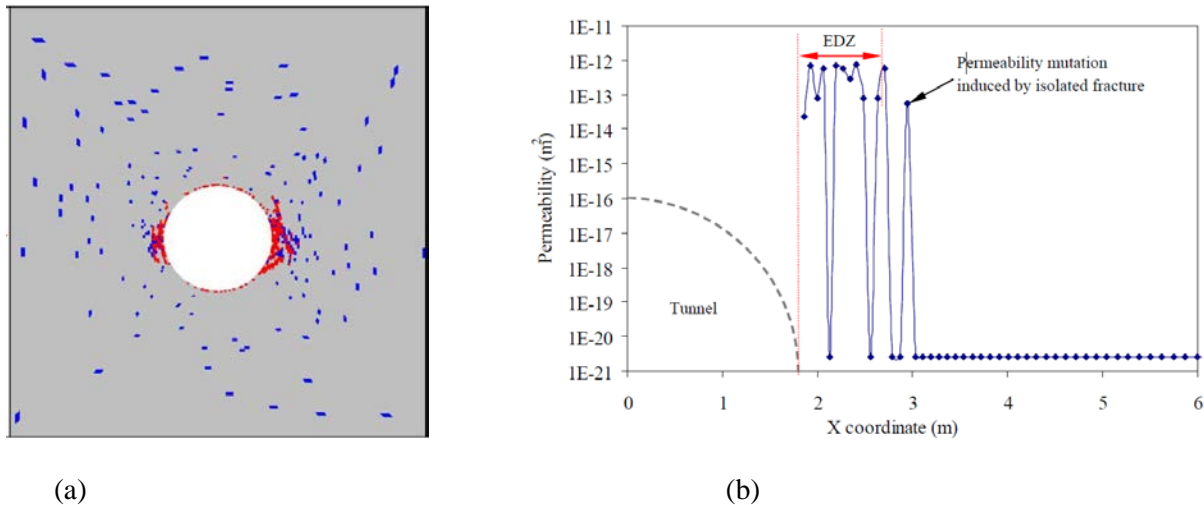 1E-11
1E-12
1E-13
1E-14
1E-15
1E-16
1E-17
1E-18
1E-19
1E-20
1E-21
Permeability (m²)
EDZ
Permeability mutation
induced by isolated fracture
Tunnel
0 1 2 3 4 5 6
X coordinate (m)
(a) (b)